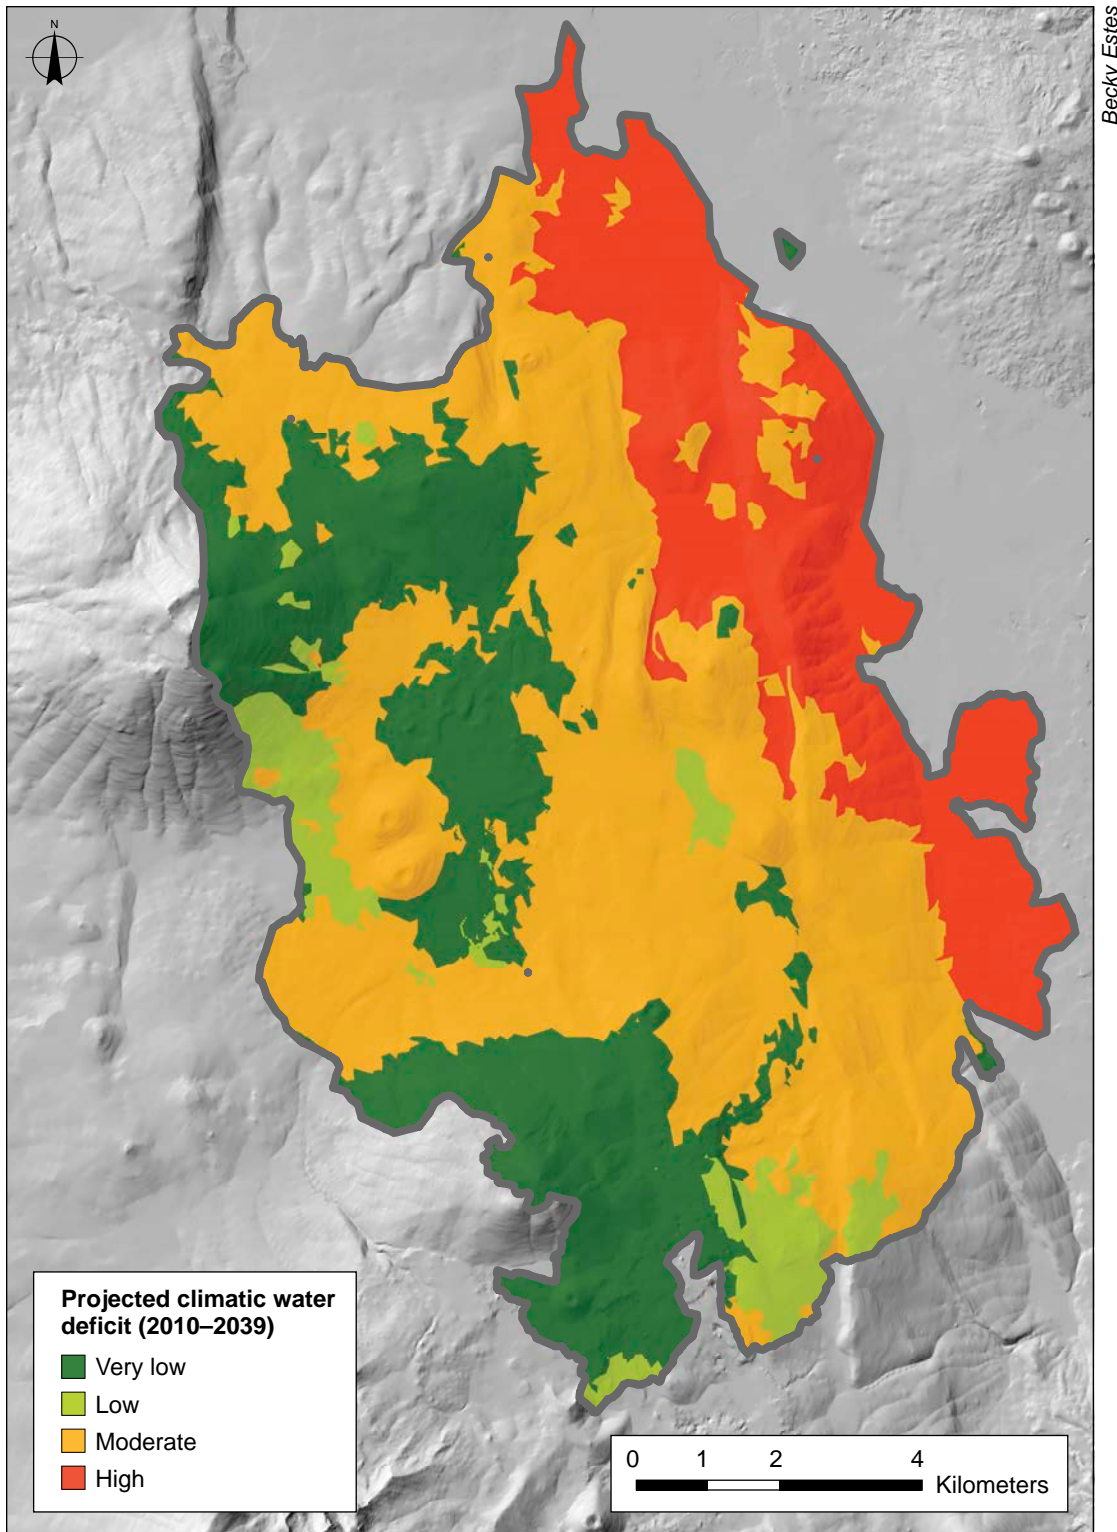 N
Becky Estes
Projected climatic water
deficit (2010–2039)
Very low
Low
Moderate
High
0 1 2 4
Kilometers